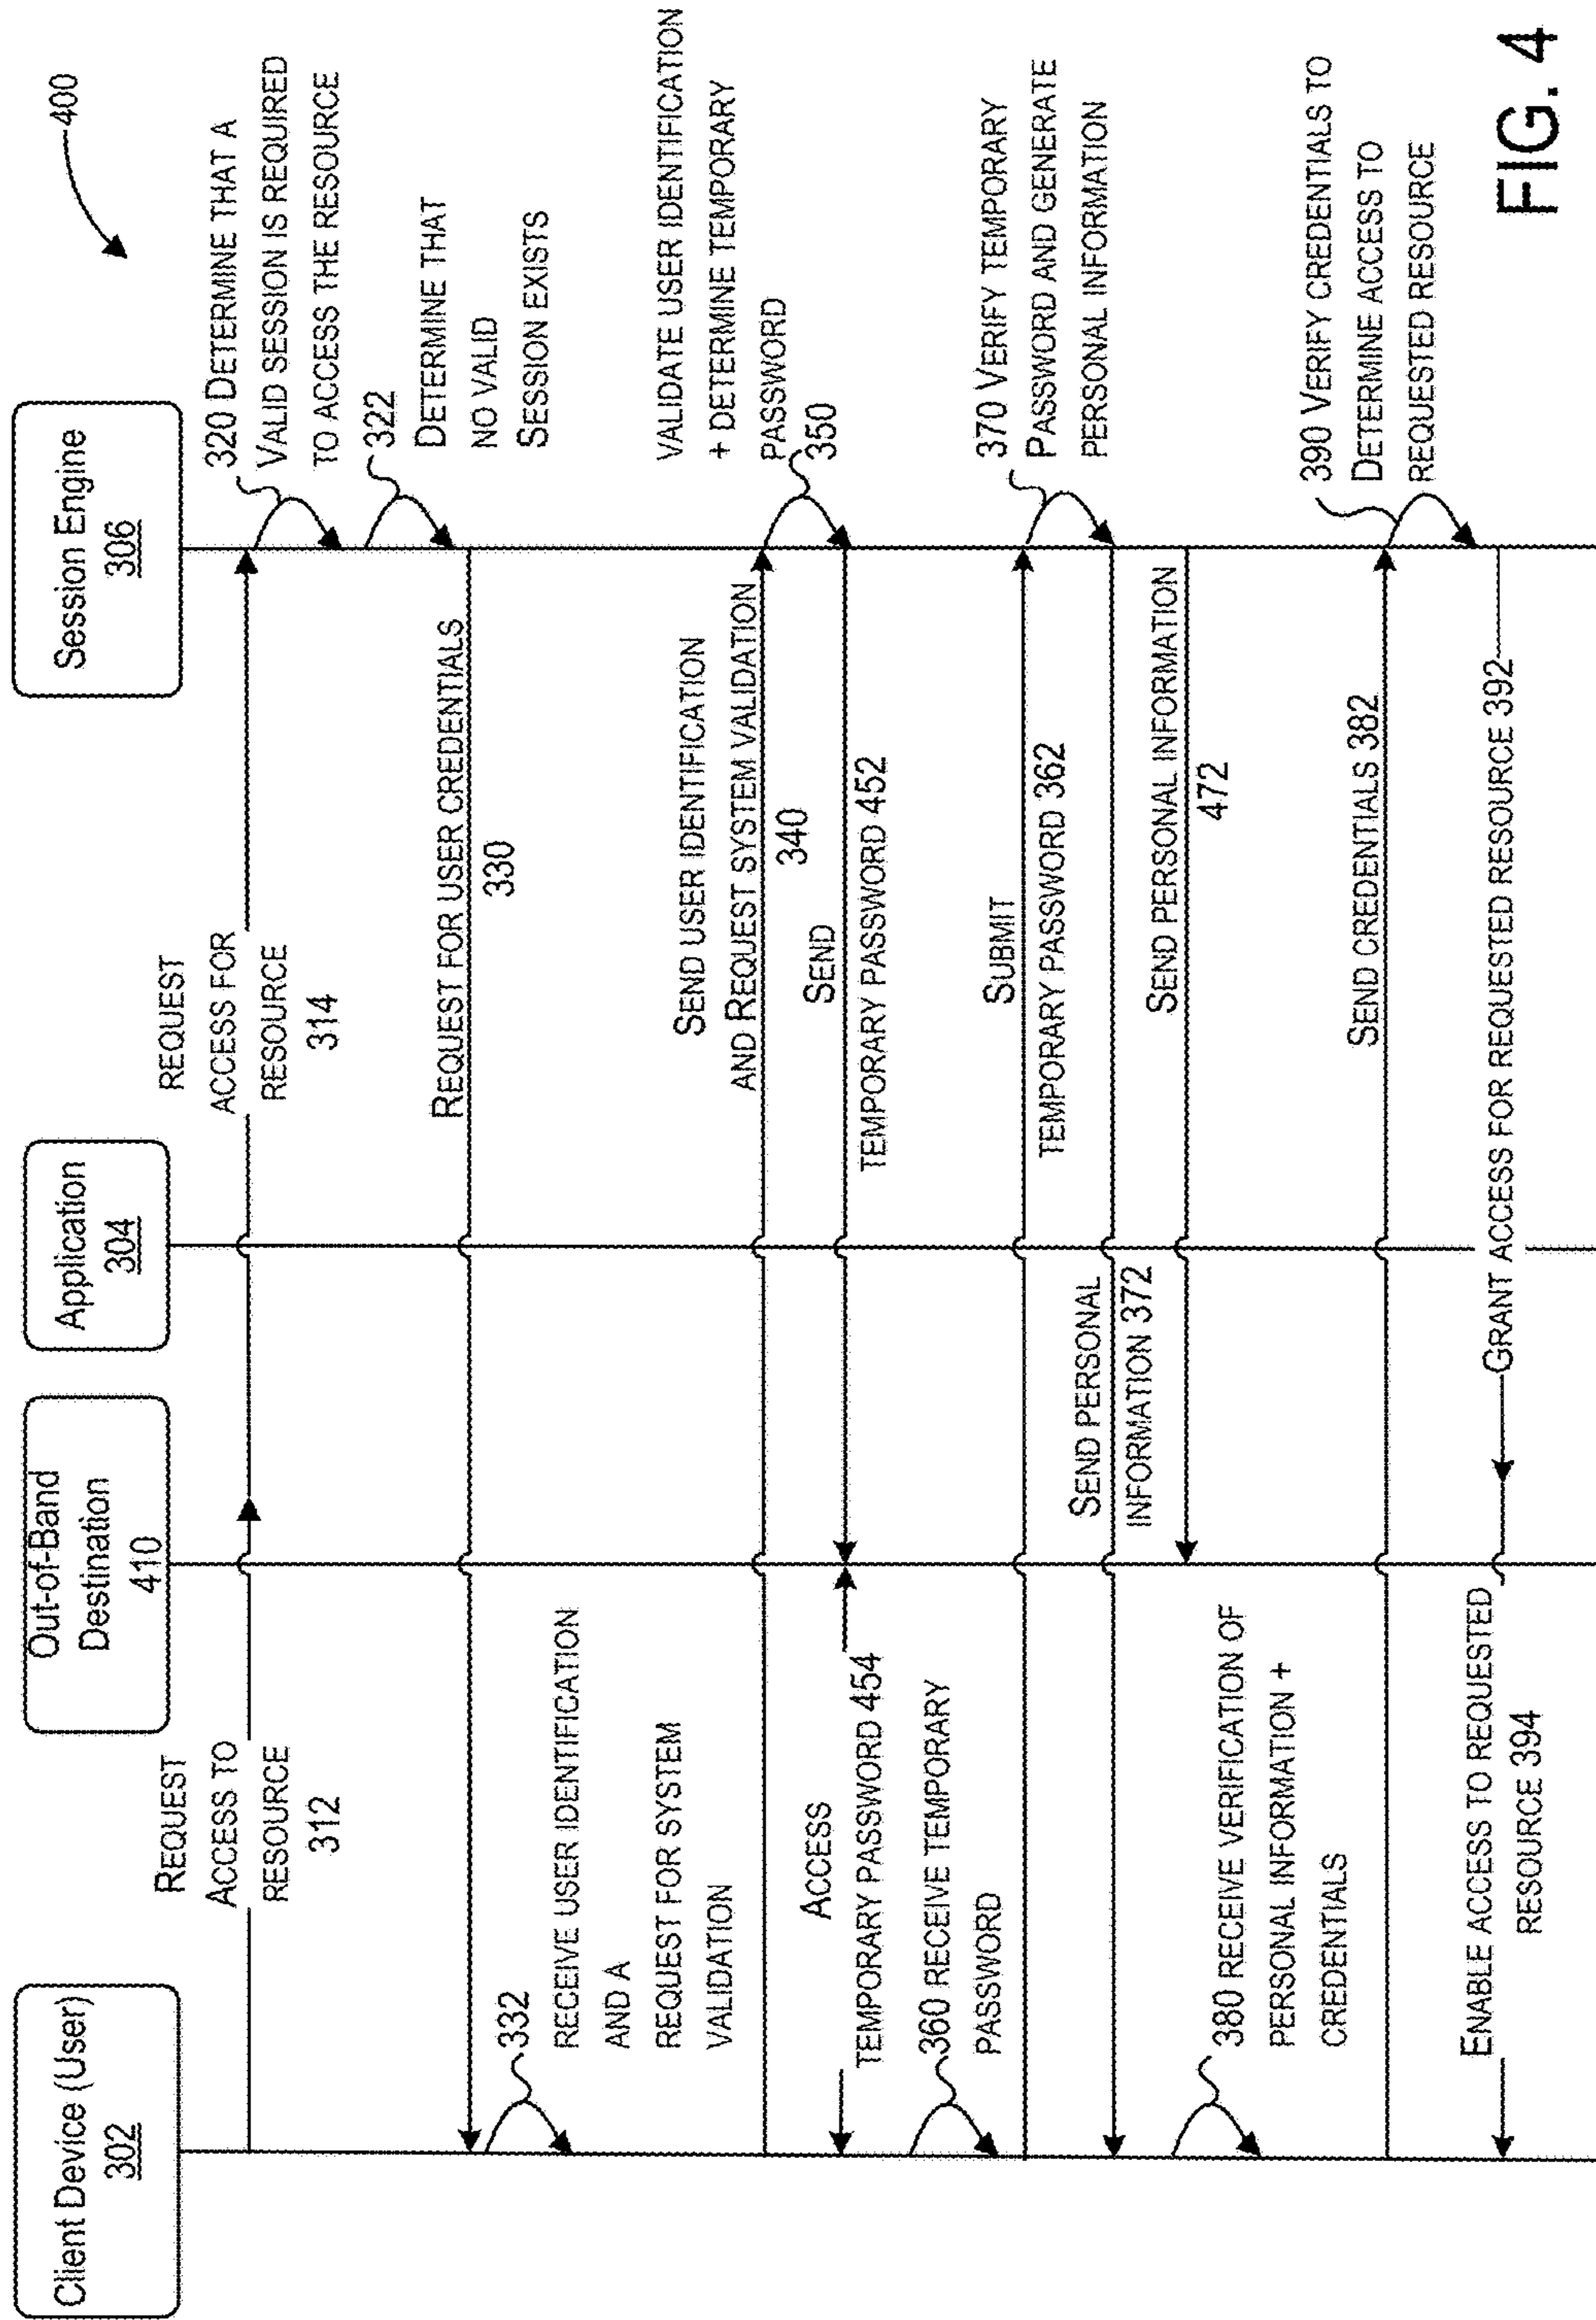 400
Client Device (User)
302
Out-of-Band
Destination
410
Application
304
Session Engine
306
REQUEST
ACCESS TO
RESOURCE
312
REQUEST
ACCESS FOR
RESOURCE
314
320 DETERMINE THAT A
VALID SESSION IS REQUIRED
TO ACCESS THE RESOURCE
322
DETERMINE THAT
NO VALID
SESSION EXISTS
REQUEST FOR USER CREDENTIALS
330
332
RECEIVE USER IDENTIFICATION
AND A
REQUEST FOR SYSTEM
VALIDATION
SEND USER IDENTIFICATION
AND REQUEST SYSTEM VALIDATION
340
VALIDATE USER IDENTIFICATION
+ DETERMINE TEMPORARY
PASSWORD
350
SEND
TEMPORARY PASSWORD 452
ACCESS
TEMPORARY PASSWORD 454
360 RECEIVE TEMPORARY
PASSWORD
SUBMIT
TEMPORARY PASSWORD 362
370 VERIFY TEMPORARY
PASSWORD AND GENERATE
PERSONAL INFORMATION
SEND PERSONAL
INFORMATION 372
SEND PERSONAL INFORMATION
472
380 RECEIVE VERIFICATION OF
PERSONAL INFORMATION +
CREDENTIALS
SEND CREDENTIALS 382
390 VERIFY CREDENTIALS TO
DETERMINE ACCESS TO
REQUESTED RESOURCE
GRANT ACCESS FOR REQUESTED RESOURCE 392
ENABLE ACCESS TO REQUESTED
RESOURCE 394
FIG. 4